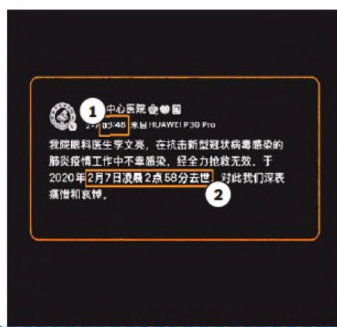 1
中心医院
03:48 来自 HUAWEI P30 Pro
我院眼科医生李文亮，在抗击新型冠状病毒感染的
肺炎疫情工作中不幸感染，经全力抢救无效，于
2020年2月7日凌晨2点58分去世，对此我们深表
痛惜和哀悼。
2